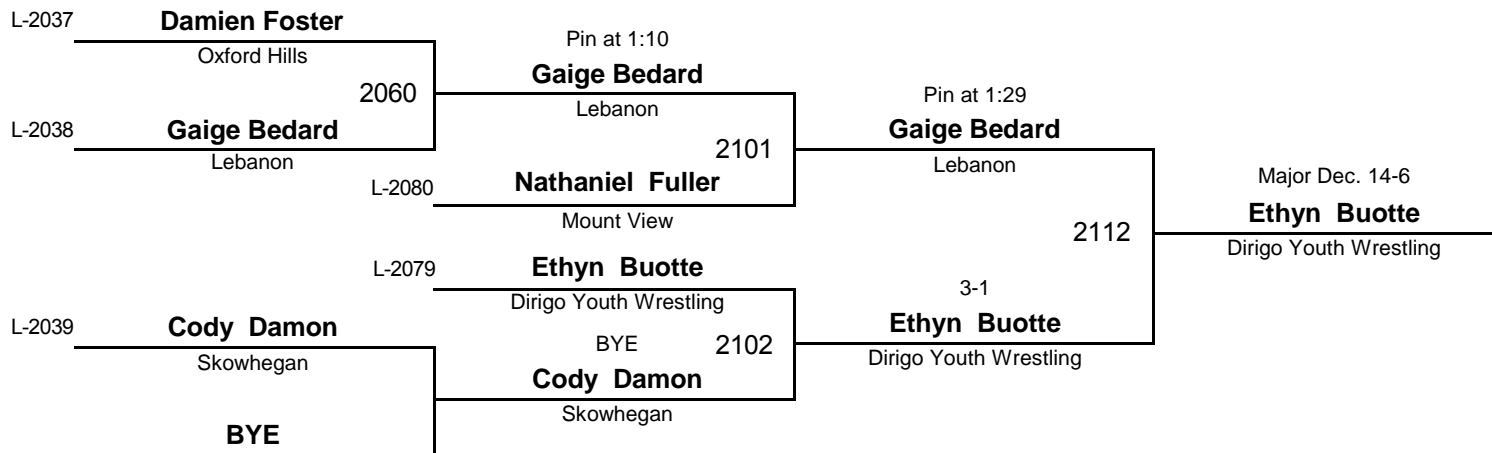 L-2037
Damien Foster
Oxford Hills
2060
L-2038
Gaige Bedard
Lebanon
Pin at 1:10
Gaige Bedard
Lebanon
2101
L-2080
Nathaniel Fuller
Mount View
Pin at 1:29
Gaige Bedard
Lebanon
2112
L-2079
Ethyn Buotte
Dirigo Youth Wrestling
L-2039
Cody Damon
Skowhegan
BYE
BYE
Cody Damon
Skowhegan
2102
3-1
Ethyn Buotte
Dirigo Youth Wrestling
Major Dec. 14-6
Ethyn Buotte
Dirigo Youth Wrestling